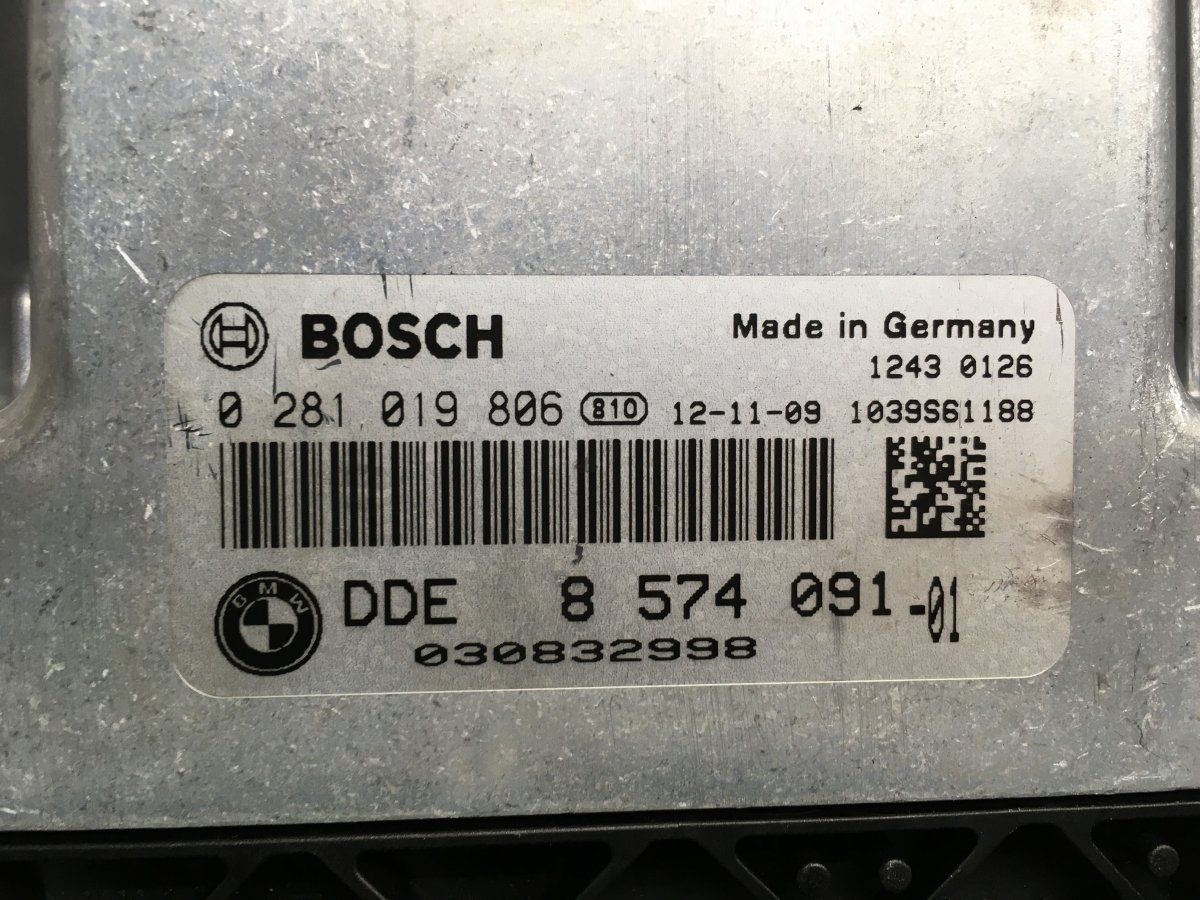 BOSCH
Made in Germany
1243 0126
0 281 019 806 810 12-11-09 1039S61188
BMW
DDE 8 574 091-01
030832998